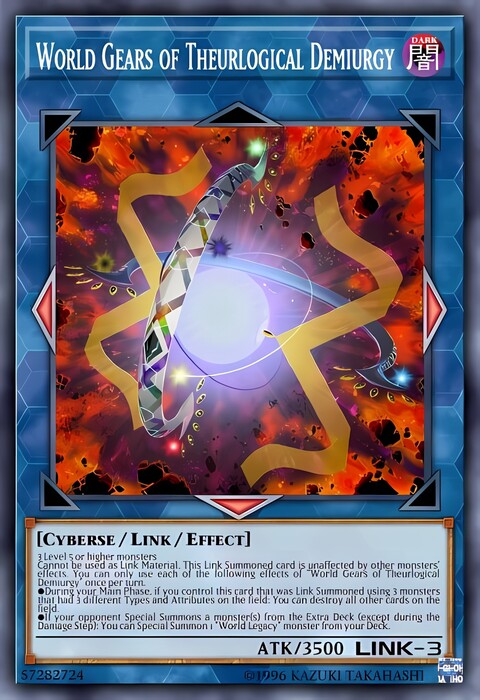 WORLD GEARS OF THEURLOGICAL DEMIURGY
DARK
闇
[CYBERSE / LINK / EFFECT]
3 Level 5 or higher monsters
Cannot be used as Link Material. This Link Summoned card is unaffected by other monsters'
effects. You can only use each of the following effects of "World Gears of Theurlogical
Demiurgy" once per turn.
●During your Main Phase, if you control this card that was Link Summoned using 3 monsters
that had 3 different Types and Attributes on the field: You can destroy all other cards on the
field.
●If your opponent Special Summons a monster(s) from the Extra Deck (except during the
Damage Step): You can Special Summon 1 "World Legacy" monster from your Deck.
ATK/3500 LINK-3
57282724
©1996 KAZUKI TAKAHASHI